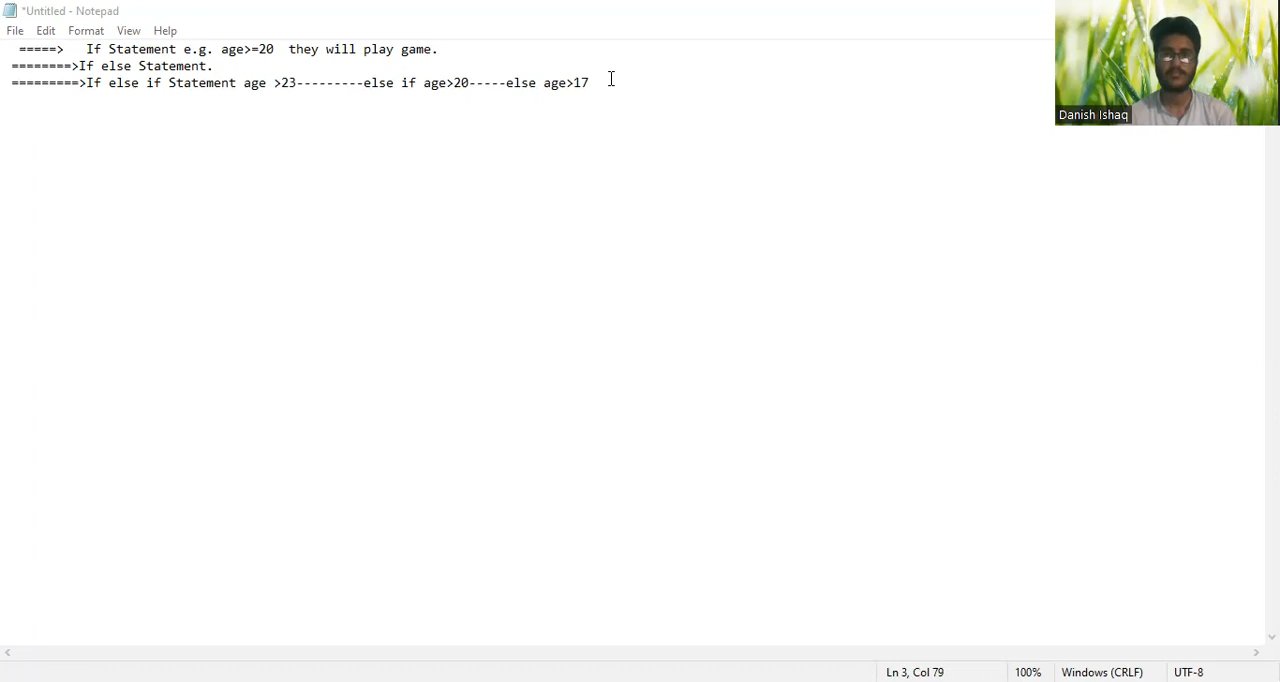 *Untitled - Notepad
File Edit Format View Help
=====>   If Statement e.g. age>=20  they will play game.
========>If else Statement.
=========>If else if Statement age >23---------else if age>20-----else age>17
Danish Ishaq
Ln 3, Col 79 100% Windows (CRLF) UTF-8